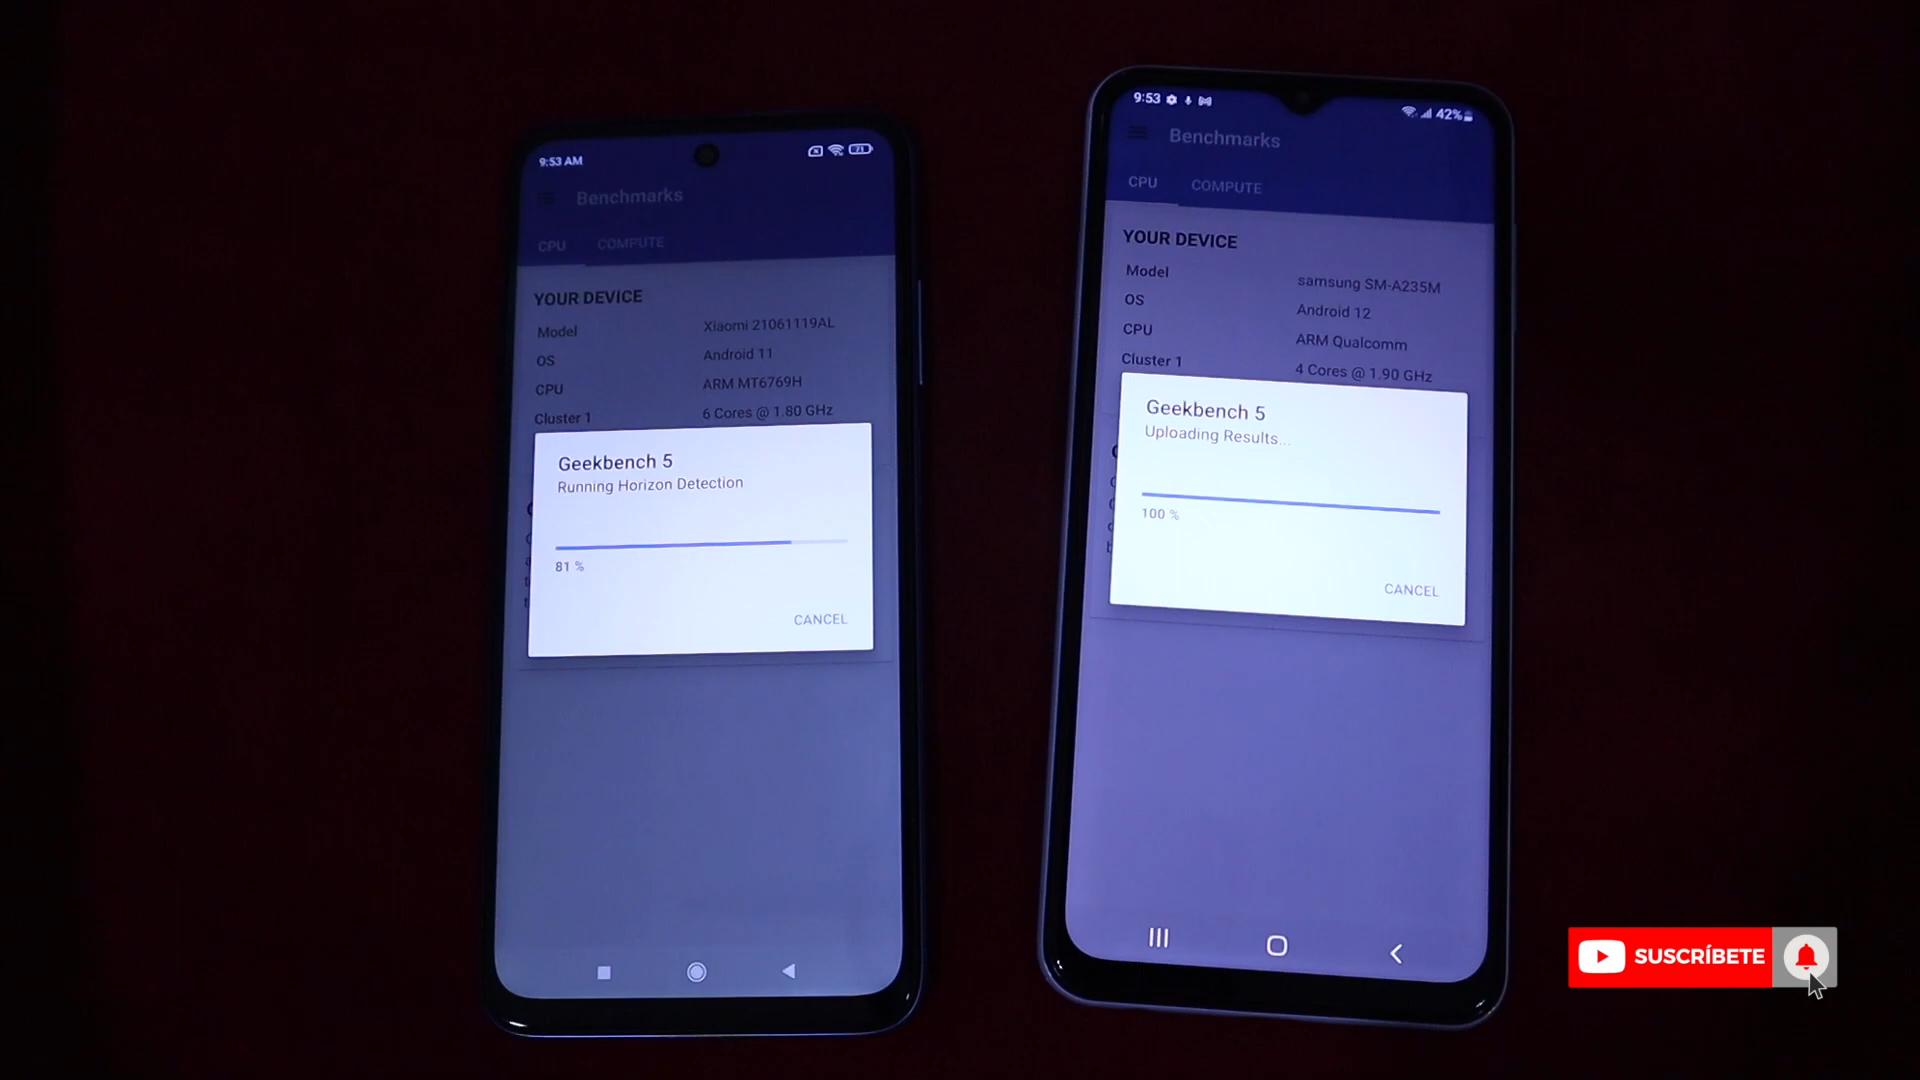 9:53 AM
21
Benchmarks
CPU COMPUTE
YOUR DEVICE
Model Xiaomi 21061119AL
OS Android 11
CPU ARM MT6769H
Cluster 1 6 Cores @ 1.80 GHz
Geekbench 5
Running Horizon Detection
81 %
CANCEL
9:53
42%
Benchmarks
CPU COMPUTE
YOUR DEVICE
Model samsung SM-A235M
OS Android 12
CPU ARM Qualcomm
Cluster 1 4 Cores @ 1.90 GHz
Geekbench 5
Uploading Results...
100 %
CANCEL
SUSCRÍBETE